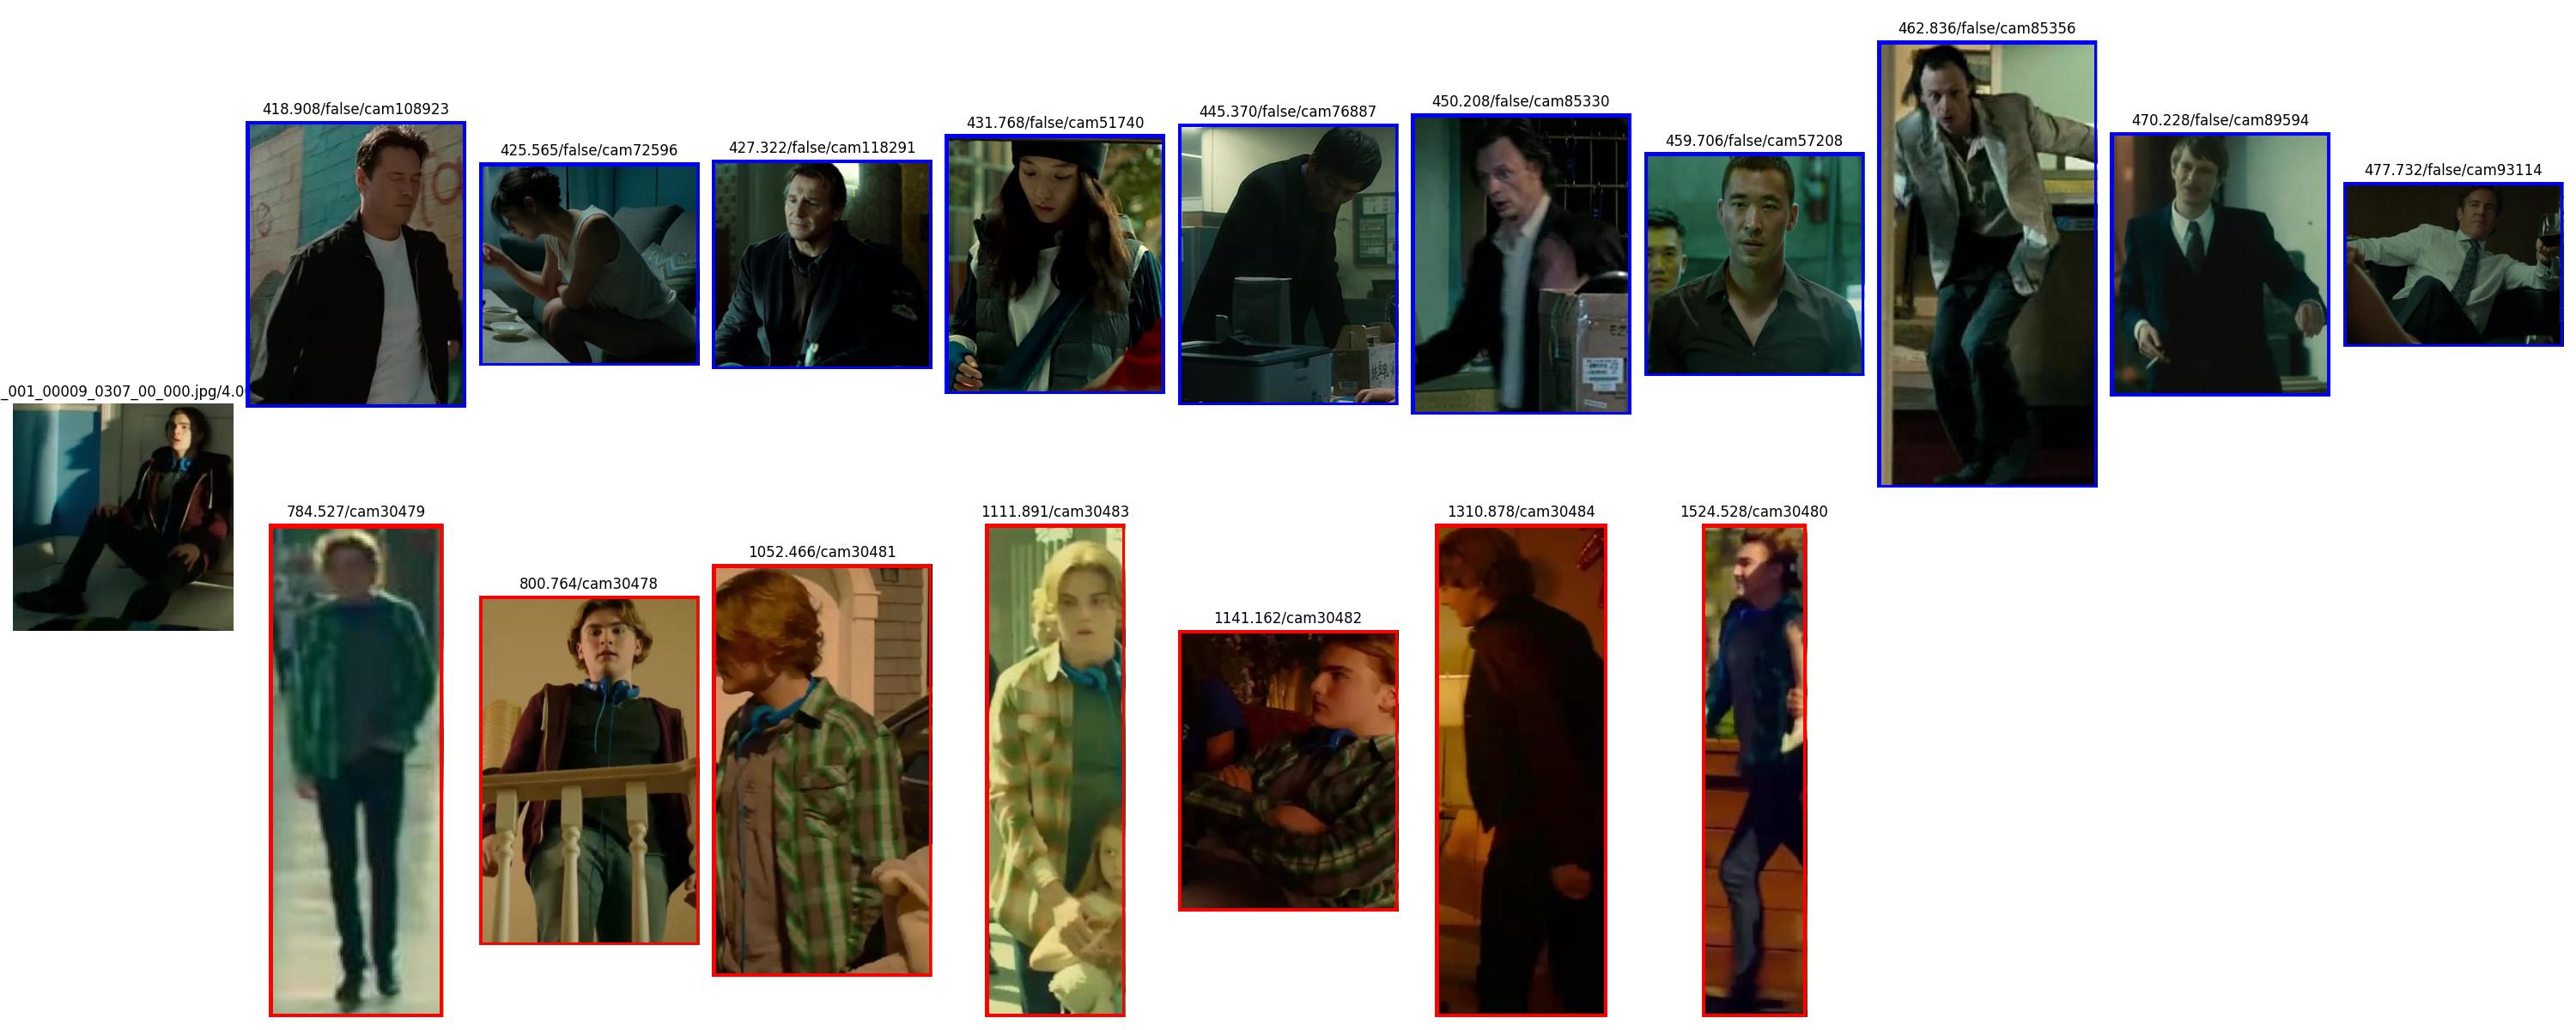 462.836/false/cam85356
418.908/false/cam108923
425.565/false/cam72596
427.322/false/cam118291
431.768/false/cam51740
445.370/false/cam76887
450.208/false/cam85330
459.706/false/cam57208
470.228/false/cam89594
477.732/false/cam93114
_001_00009_0307_00_000.jpg/4.0
784.527/cam30479
800.764/cam30478
1052.466/cam30481
1111.891/cam30483
1141.162/cam30482
1310.878/cam30484
1524.528/cam30480